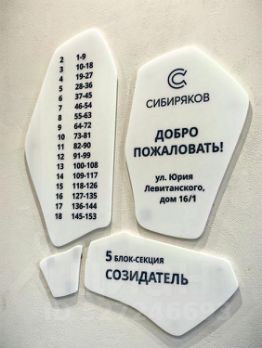 2 1-9
3 10-18
4 19-27
5 28-36
6 37-45
7 46-54
8 55-63
9 64-72
10 73-81
11 82-90
12 91-99
13 100-108
14 109-117
15 118-126
16 127-135
17 136-144
18 145-153
СИБИРЯКОВ
ДОБРО
ПОЖАЛОВАТЬ!
ул. Юрия
Левитанского,
дом 16/1
5 БЛОК-СЕКЦИЯ
СОЗИДАТЕЛЬ